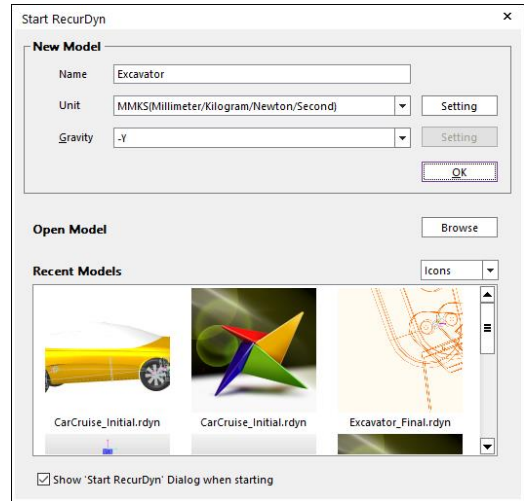 Start RecurDyn
New Model
Name Excavator
Unit MMKS(Millimeter/Kilogram/Newton/Second) Setting
Gravity -Y Setting
OK
Open Model Browse
Recent Models Icons
CarCruise_Initial.rdyn CarCruise_Initial.rdyn Excavator_Final.rdyn
Show 'Start RecurDyn' Dialog when starting